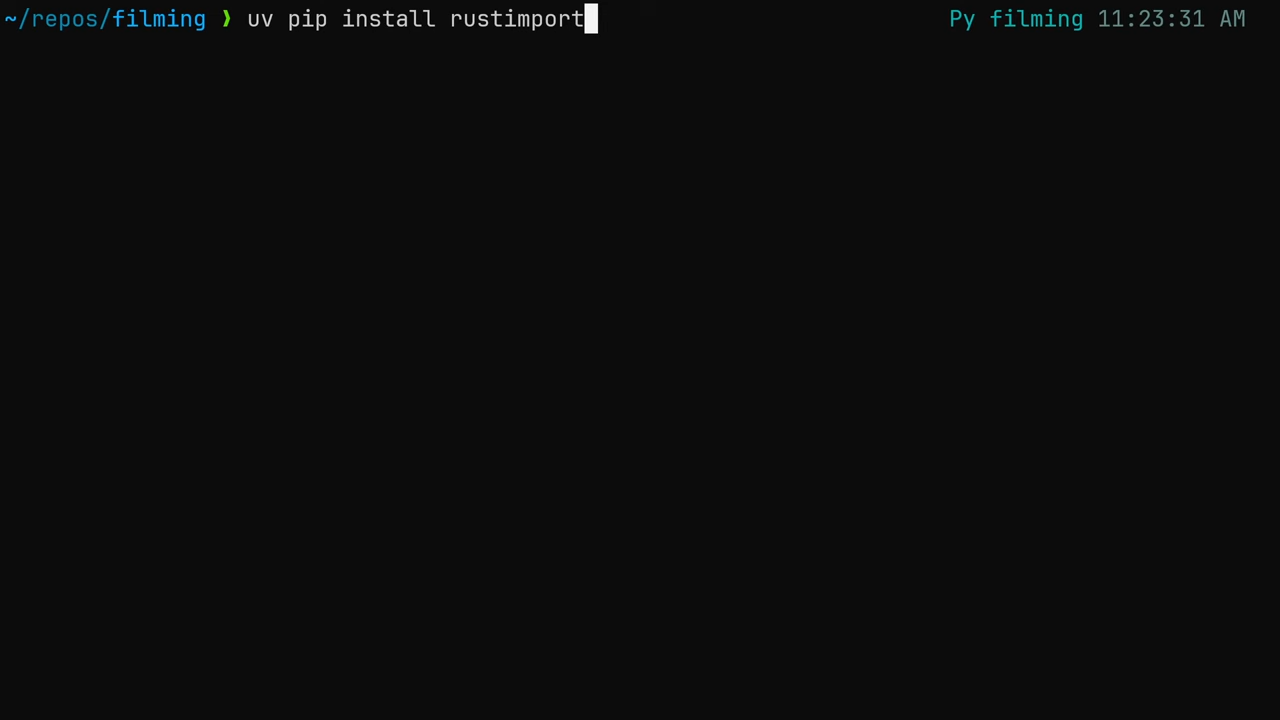 ~/repos/filming ❯ uv pip install rustimport Py filming 11:23:31 AM